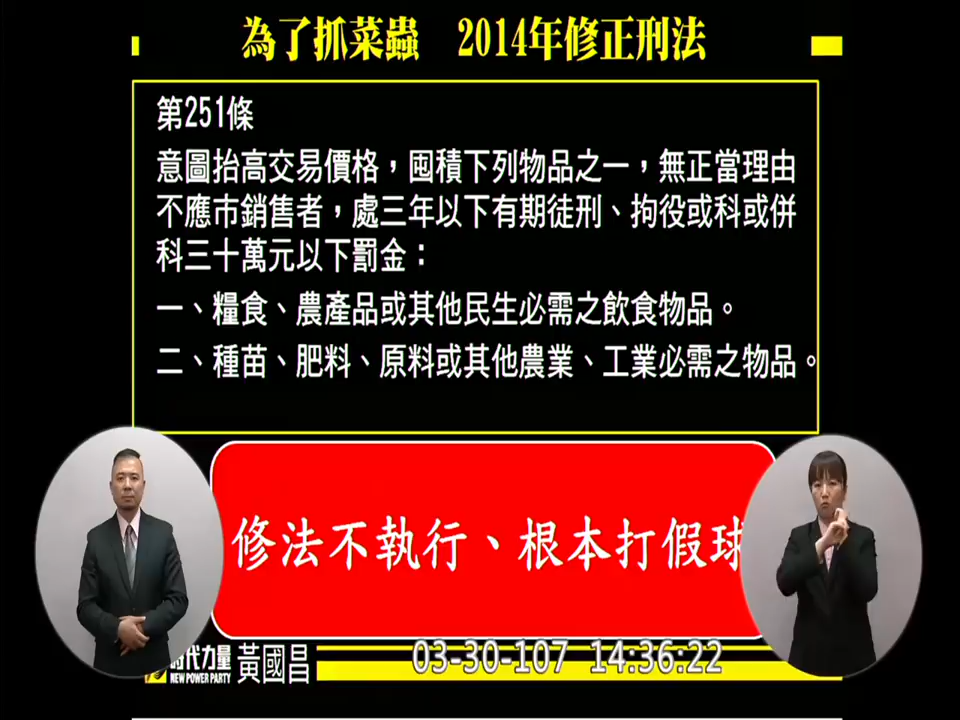 為了抓菜蟲 2014年修正刑法
第251條
意圖抬高交易價格，囤積下列物品之一，無正當理由
不應市銷售者，處三年以下有期徒刑、拘役或科或併
科三十萬元以下罰金：
一、糧食、農產品或其他民生必需之飲食物品。
二、種苗、肥料、原料或其他農業、工業必需之物品。
修法不執行、根本打假球
時代力量 黃國昌
NEW POWER PARTY
03-30-107 14:36:22